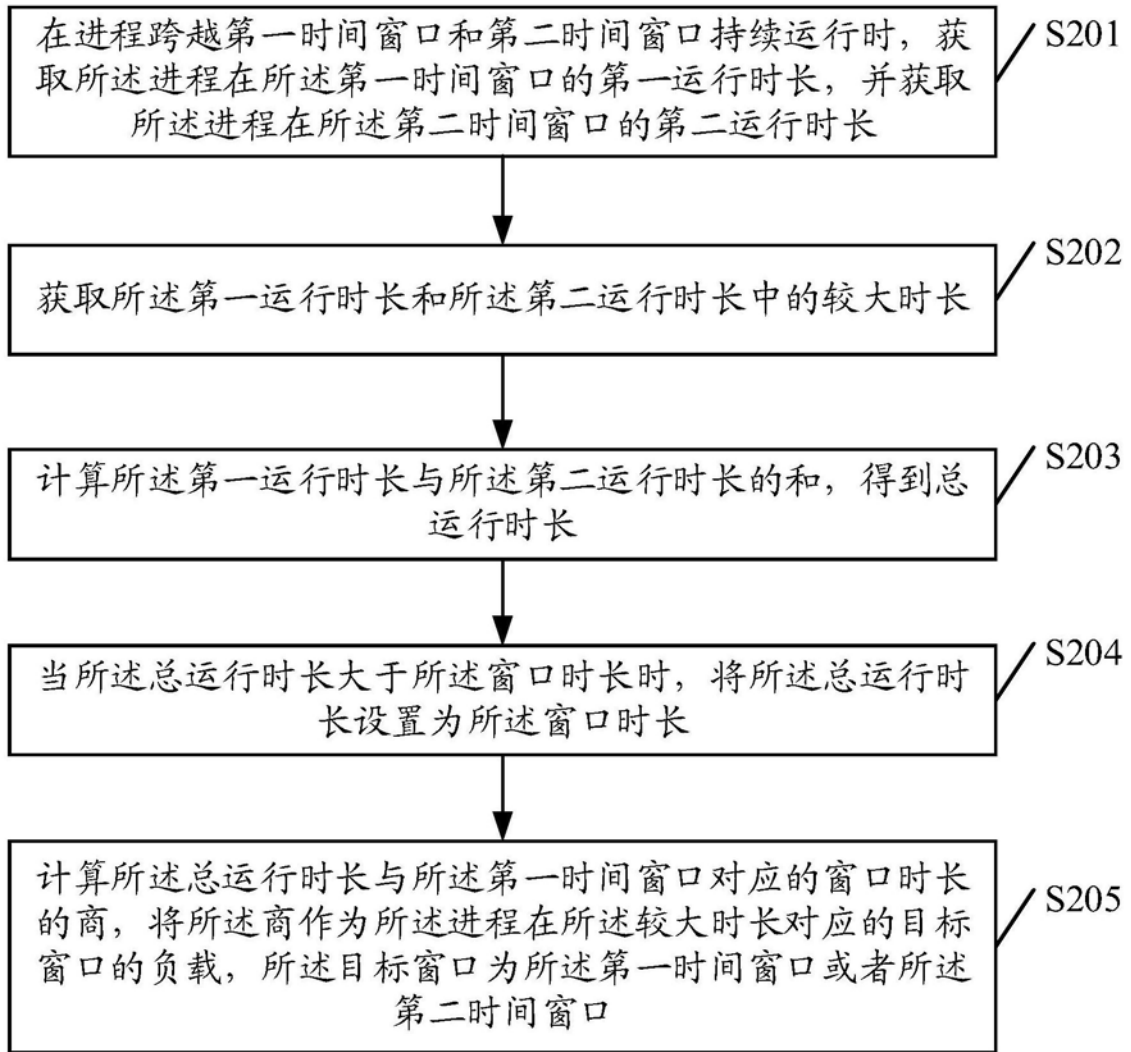 在进程跨越第一时间窗口和第二时间窗口持续运行时，获
取所述进程在所述第一时间窗口的第一运行时长，并获取
所述进程在所述第二时间窗口的第二运行时长
S201
获取所述第一运行时长和所述第二运行时长中的较大时长
S202
计算所述第一运行时长与所述第二运行时长的和，得到总
运行时长
S203
当所述总运行时长大于所述窗口时长时，将所述总运行时
长设置为所述窗口时长
S204
计算所述总运行时长与所述第一时间窗口对应的窗口时长
的商，将所述商作为所述进程在所述较大时长对应的目标
窗口的负载，所述目标窗口为所述第一时间窗口或者所述
第二时间窗口
S205